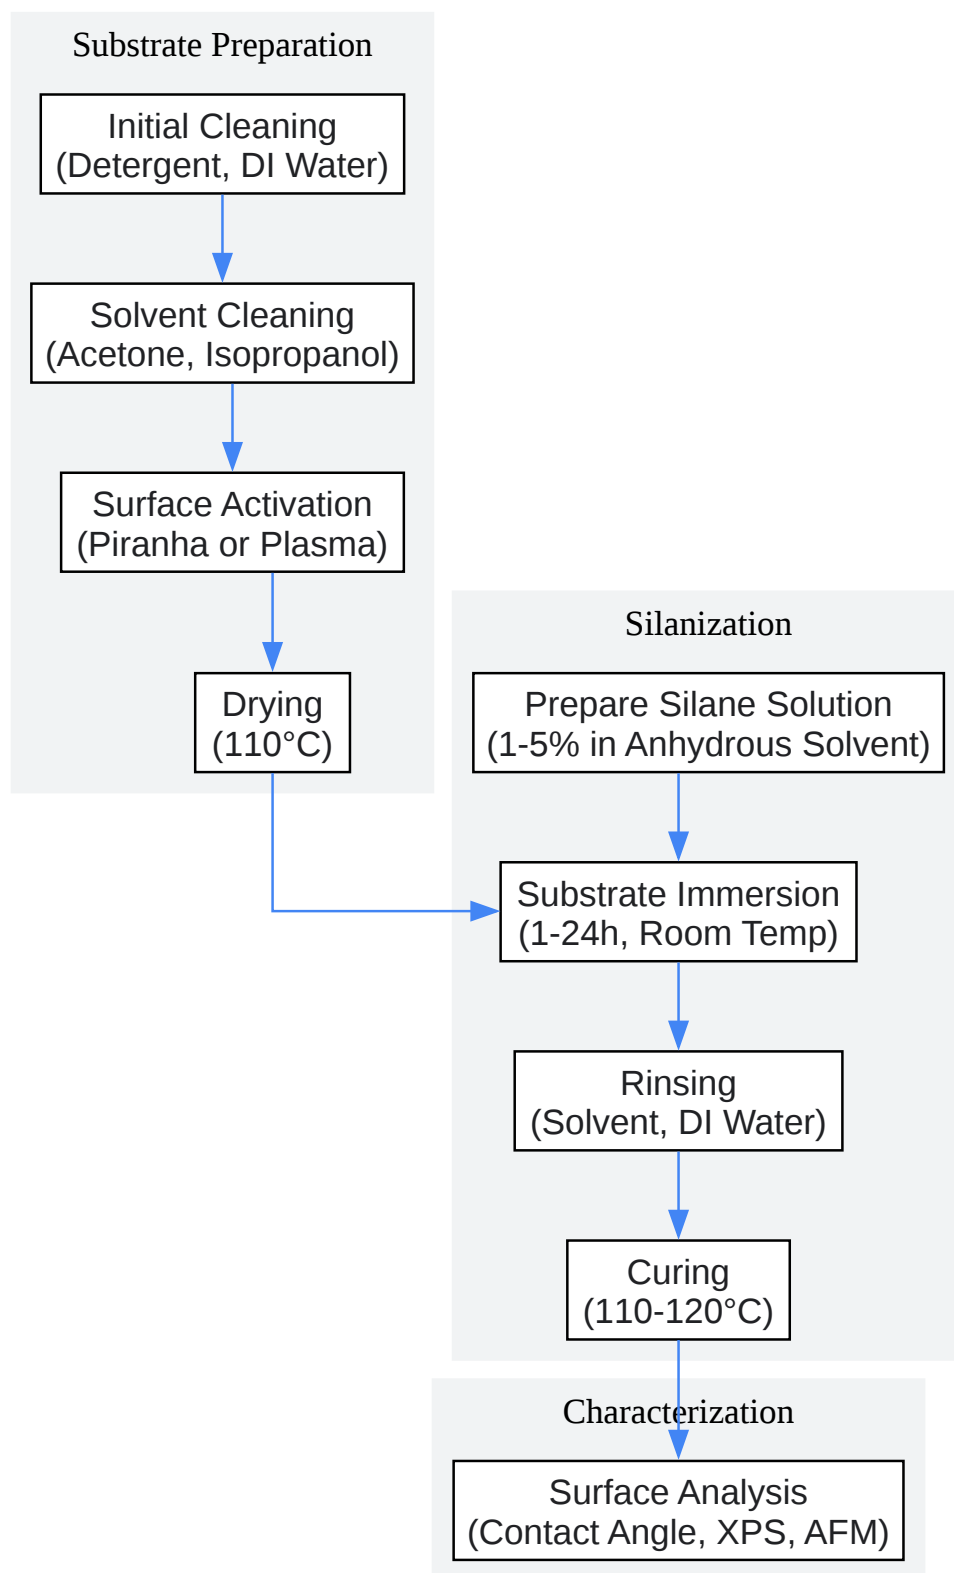 Substrate Preparation
Initial Cleaning
(Detergent, DI Water)
Solvent Cleaning
(Acetone, Isopropanol)
Surface Activation
(Piranha or Plasma)
Drying
(110°C)
Silanization
Prepare Silane Solution
(1-5% in Anhydrous Solvent)
Substrate Immersion
(1-24h, Room Temp)
Rinsing
(Solvent, DI Water)
Curing
(110-120°C)
Characterization
Surface Analysis
(Contact Angle, XPS, AFM)